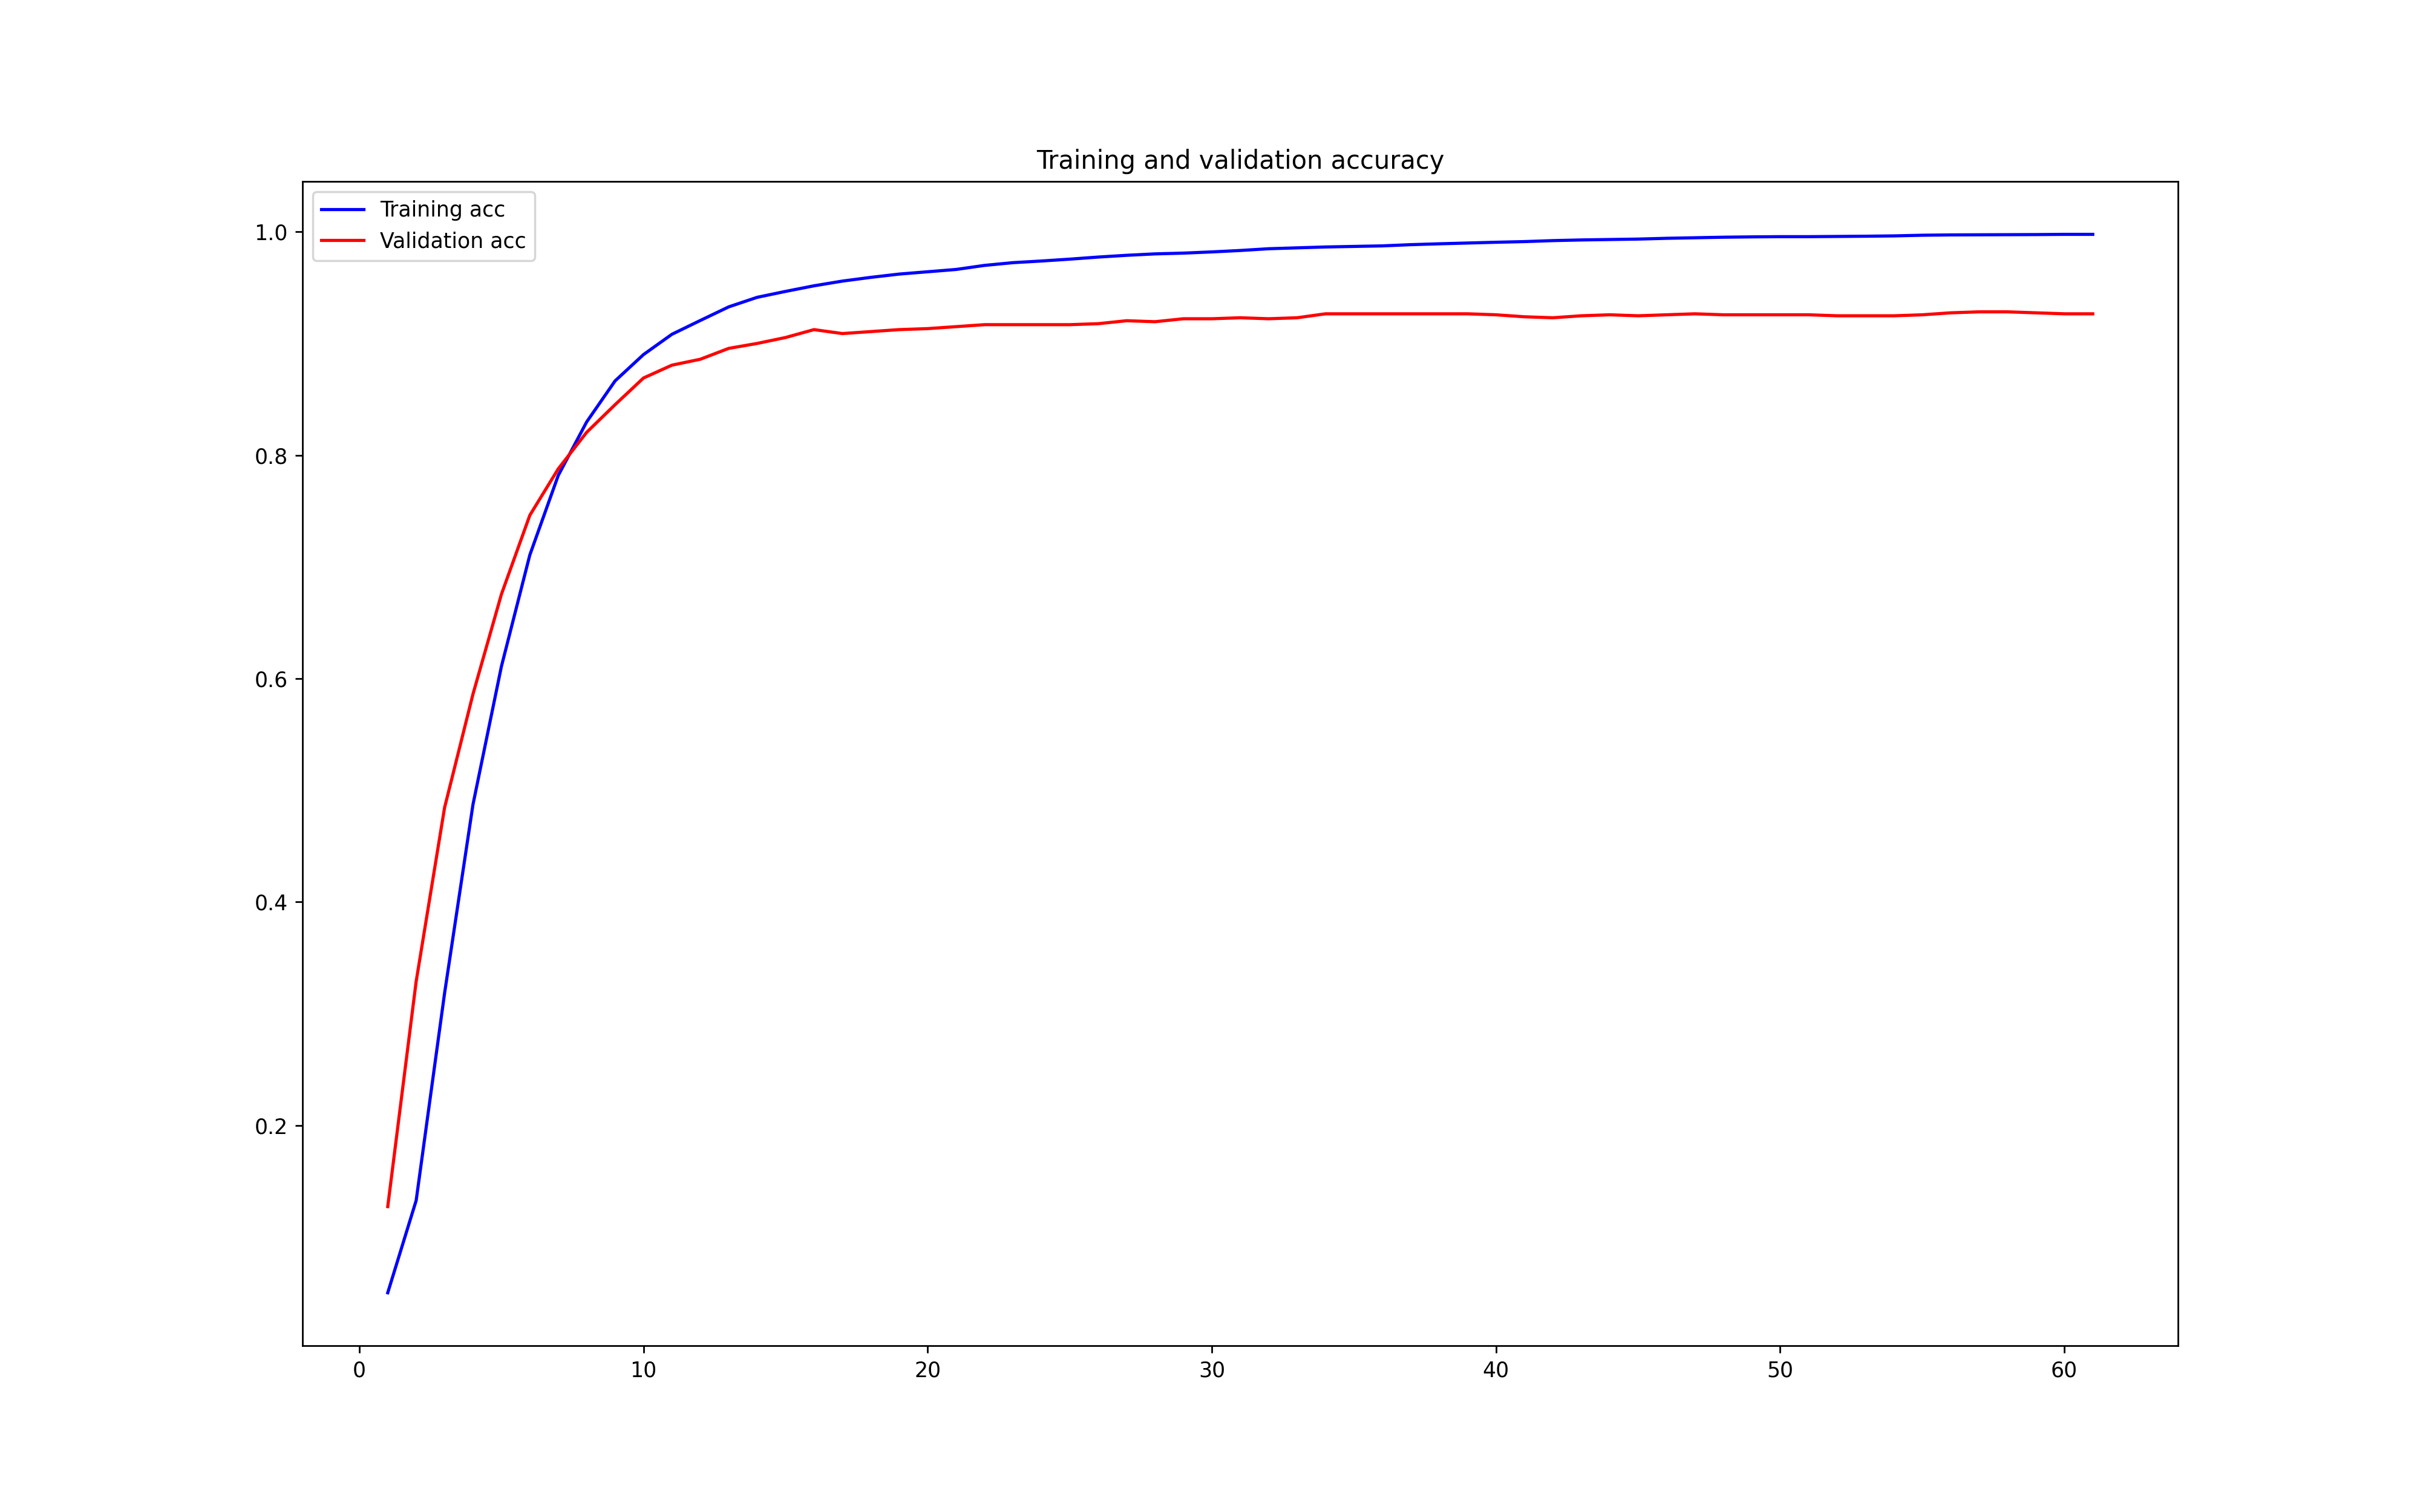 Training and validation accuracy
Training acc
Validation acc
1.0
0.8
0.6
0.4
0.2
0 10 20 30 40 50 60